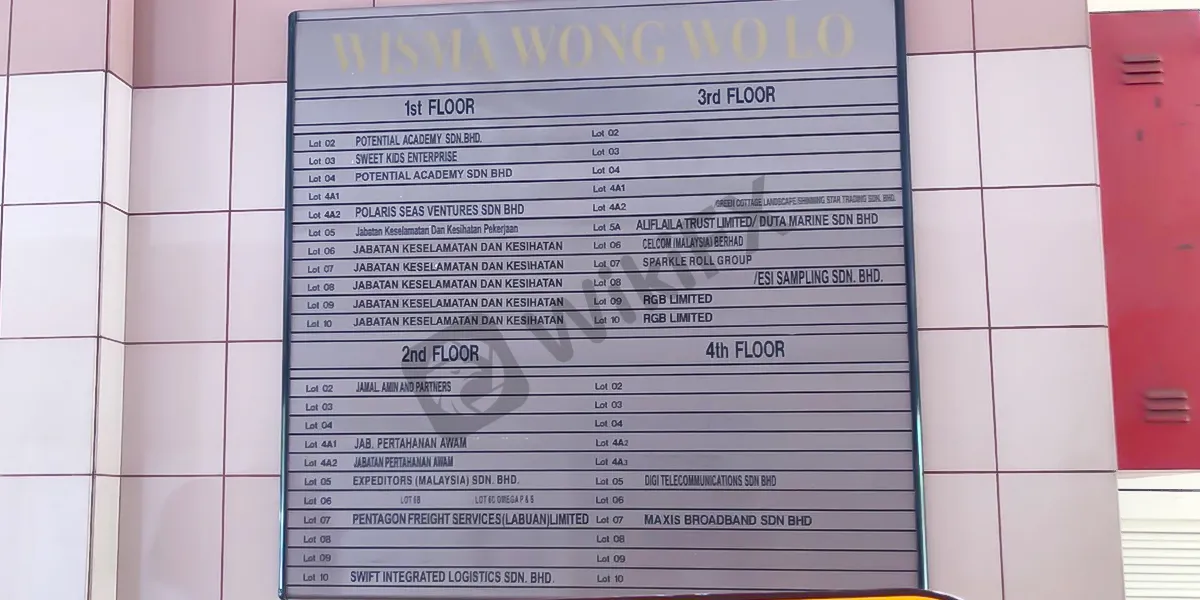 WISMA WONG WO LO
1st FLOOR
Lot 02 POTENTIAL ACADEMY SDN.BHD.
Lot 03 SWEET KIDS ENTERPRISE
Lot 04 POTENTIAL ACADEMY SDN BHD
Lot 4A1
Lot 4A2 POLARIS SEAS VENTURES SDN BHD
Lot 05 Jabatan Keselamatan Dan Kesihatan Pekerjaan
Lot 06 JABATAN KESELAMATAN DAN KESIHATAN
Lot 07 JABATAN KESELAMATAN DAN KESIHATAN
Lot 08 JABATAN KESELAMATAN DAN KESIHATAN
Lot 09 JABATAN KESELAMATAN DAN KESIHATAN
Lot 10 JABATAN KESELAMATAN DAN KESIHATAN
2nd FLOOR
Lot 02 JAMAL AMIN AND PARTNERS
Lot 03
Lot 04
Lot 4A1 JAB. PERTAHANAN AWAM
Lot 4A2 JABATAN PERTAHANAN AWAM
Lot 05 EXPEDITORS (MALAYSIA) SDN. BHD.
Lot 06 LOT 6B LOT 6C OMEGA P & S
Lot 07 PENTAGON FREIGHT SERVICES(LABUAN)LIMITED
Lot 08
Lot 09
Lot 10 SWIFT INTEGRATED LOGISTICS SDN. BHD.
3rd FLOOR
Lot 02
Lot 03
Lot 04
Lot 4A1
Lot 4A2 GREEN COTTAGE LANDSCAPE/SHINNING STAR TRADING SDN. BHD.
Lot 5A ALIFLAILA TRUST LIMITED/ DUTA MARINE SDN BHD
Lot 06 CELCOM (MALAYSIA) BERHAD
Lot 07 SPARKLE ROLL GROUP
Lot 08 /ESI SAMPLING SDN. BHD.
Lot 09 RGB LIMITED
Lot 10 RGB LIMITED
4th FLOOR
Lot 02
Lot 03
Lot 04
Lot 4A2
Lot 4A3
Lot 05 DIGI TELECOMMUNICATIONS SDN BHD
Lot 06
Lot 07 MAXIS BROADBAND SDN BHD
Lot 08
Lot 09
Lot 10
WikiFX